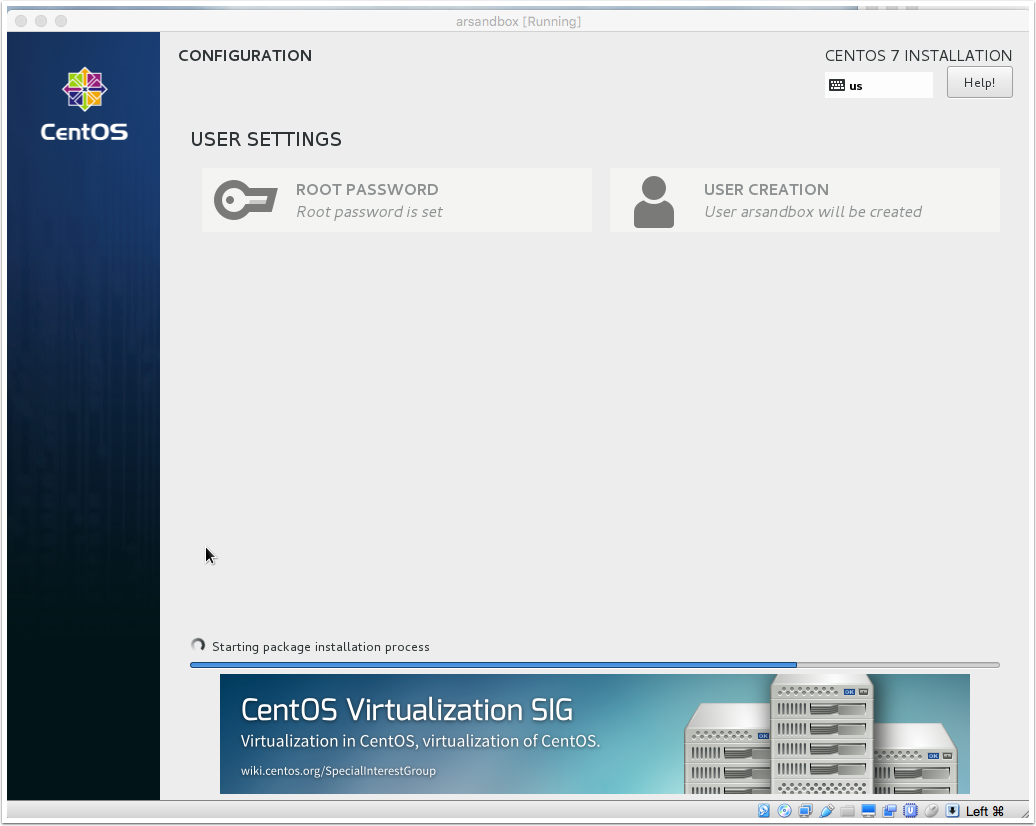 arsandbox [Running]
CentOS
CONFIGURATION
CENTOS 7 INSTALLATION
us
Help!
USER SETTINGS
ROOT PASSWORD
Root password is set
USER CREATION
User arsandbox will be created
Starting package installation process
CentOS Virtualization SIG
Virtualization in CentOS, virtualization of CentOS.
wiki.centos.org/SpecialInterestGroup
OK
OK
OK
Left ⌘